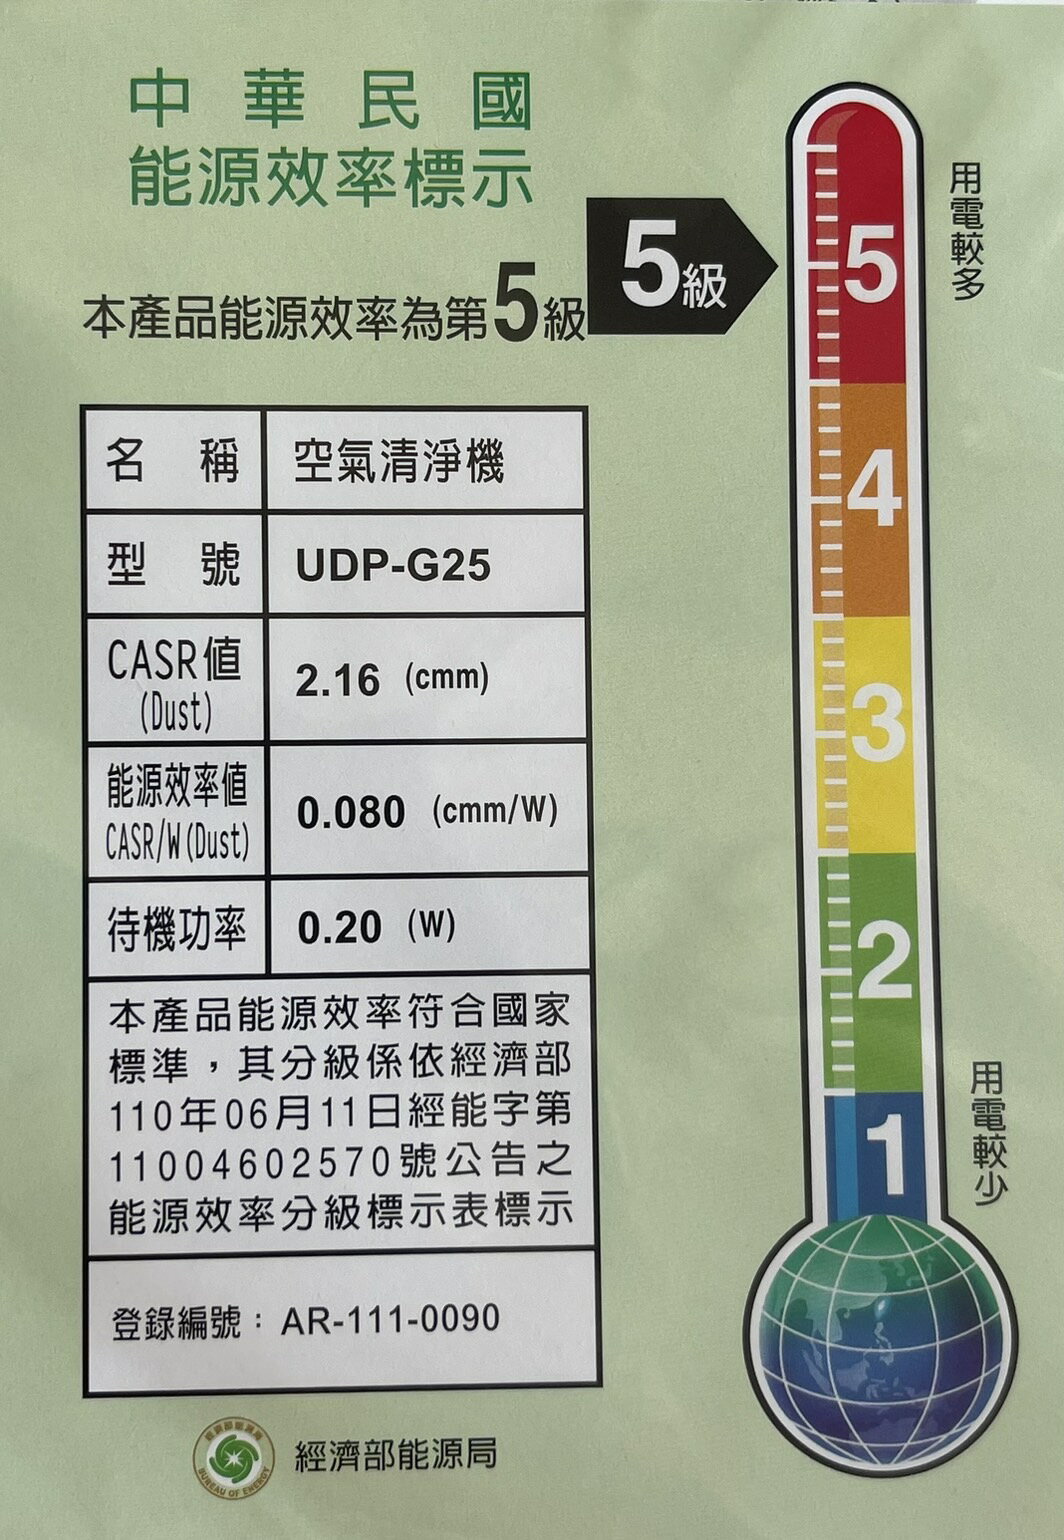 中華民國
能源效率標示
本產品能源效率為第5級
5級
名稱 空氣清淨機
型號 UDP-G25
CASR值 (Dust) 2.16 (cmm)
能源效率值 CASR/W(Dust) 0.080 (cmm/W)
待機功率 0.20 (W)
本產品能源效率符合國家
標準，其分級係依經濟部
110年06月11日經能字第
11004602570號公告之
能源效率分級標示表標示
登錄編號：AR-111-0090
經濟部能源局
BUREAU OF ENERGY
用電較多
5
4
3
2
1
用電較少